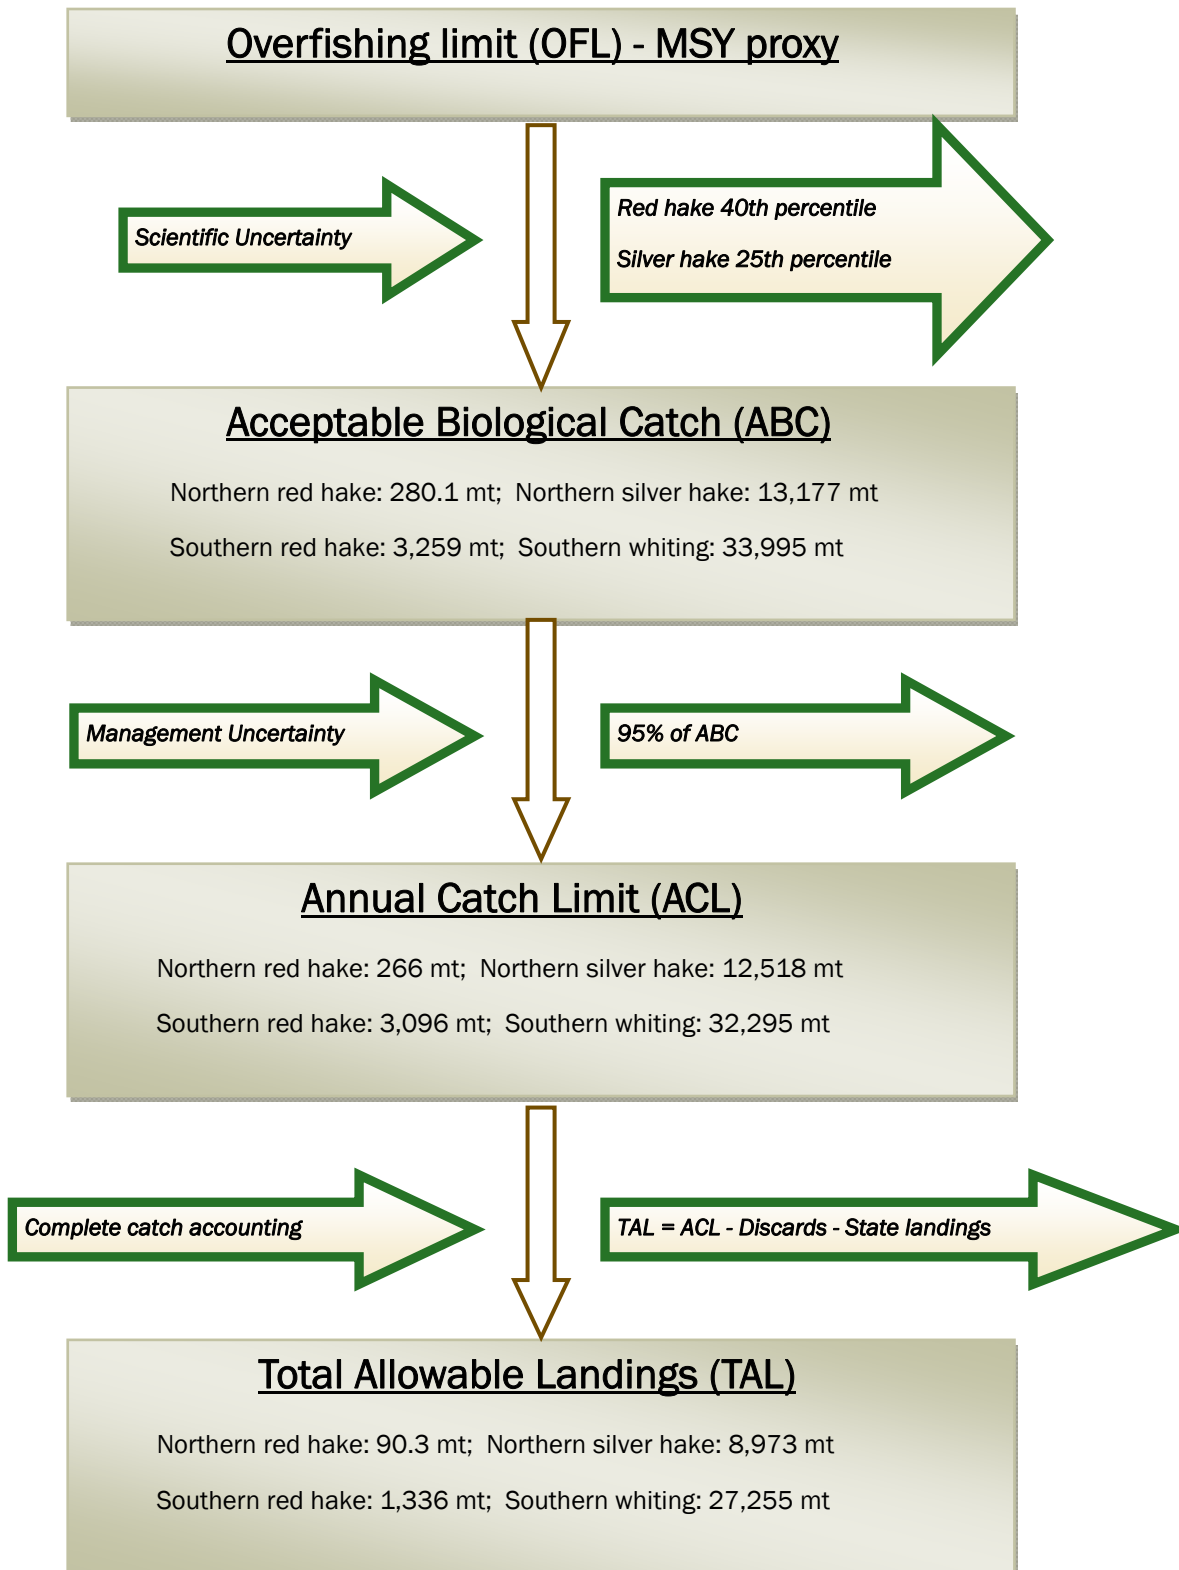 Overfishing limit (OFL) - MSY proxy
Scientific Uncertainty
Red hake 40th percentile
Silver hake 25th percentile
Acceptable Biological Catch (ABC)
Northern red hake: 280.1 mt; Northern silver hake: 13,177 mt
Southern red hake: 3,259 mt; Southern whiting: 33,995 mt
Management Uncertainty
95% of ABC
Annual Catch Limit (ACL)
Northern red hake: 266 mt; Northern silver hake: 12,518 mt
Southern red hake: 3,096 mt; Southern whiting: 32,295 mt
Complete catch accounting
TAL = ACL - Discards - State landings
Total Allowable Landings (TAL)
Northern red hake: 90.3 mt; Northern silver hake: 8,973 mt
Southern red hake: 1,336 mt; Southern whiting: 27,255 mt